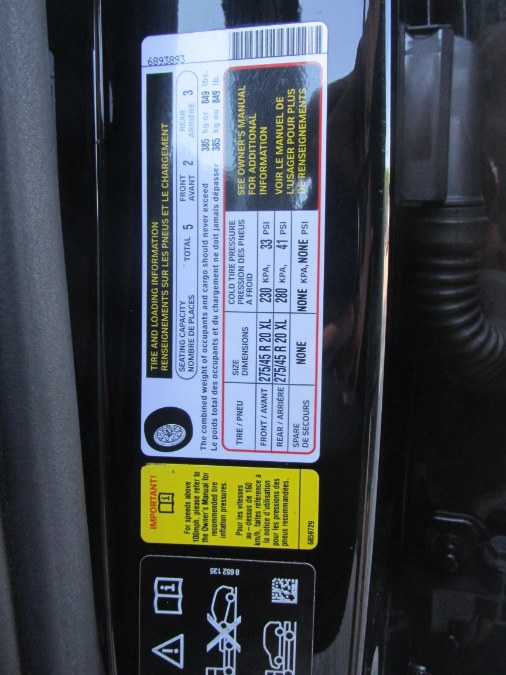 6893893
TIRE AND LOADING INFORMATION
RENSEIGNEMENTS SUR LES PNEUS ET LE CHARGEMENT
SEATING CAPACITY
NOMBRE DE PLACES
TOTAL 5
FRONT
AVANT 2
REAR
ARRIÈRE 3
The combined weight of occupants and cargo should never exceed 385 kg or 849 lbs.
Le poids total des occupants et du chargement ne doit jamais dépasser 385 kg ou 849 lb.
TIRE / PNEU
SIZE
DIMENSIONS
COLD TIRE PRESSURE
PRESSION DES PNEUS
A FROID
FRONT / AVANT 275/45 R 20 XL 230 KPA, 33 PSI
REAR / ARRIÈRE 275/45 R 20 XL 280 KPA, 41 PSI
SPARE
DE SECOURS
NONE NONE KPA, NONE PSI
SEE OWNER'S MANUAL
FOR ADDITIONAL
INFORMATION
VOIR LE MANUEL DE
L'USAGER POUR PLUS
DE RENSEIGNEMENTS
IMPORTANT!
For speeds above
100mph, please refer to
the Owner's Manual for
recommended tire
inflation pressures.
Pour les vitesses
au – dessus de 160
km/h, faites référence à
la notice d'utilisation
pour les pressions des
pneus recommandées.
6859729
8 652 135